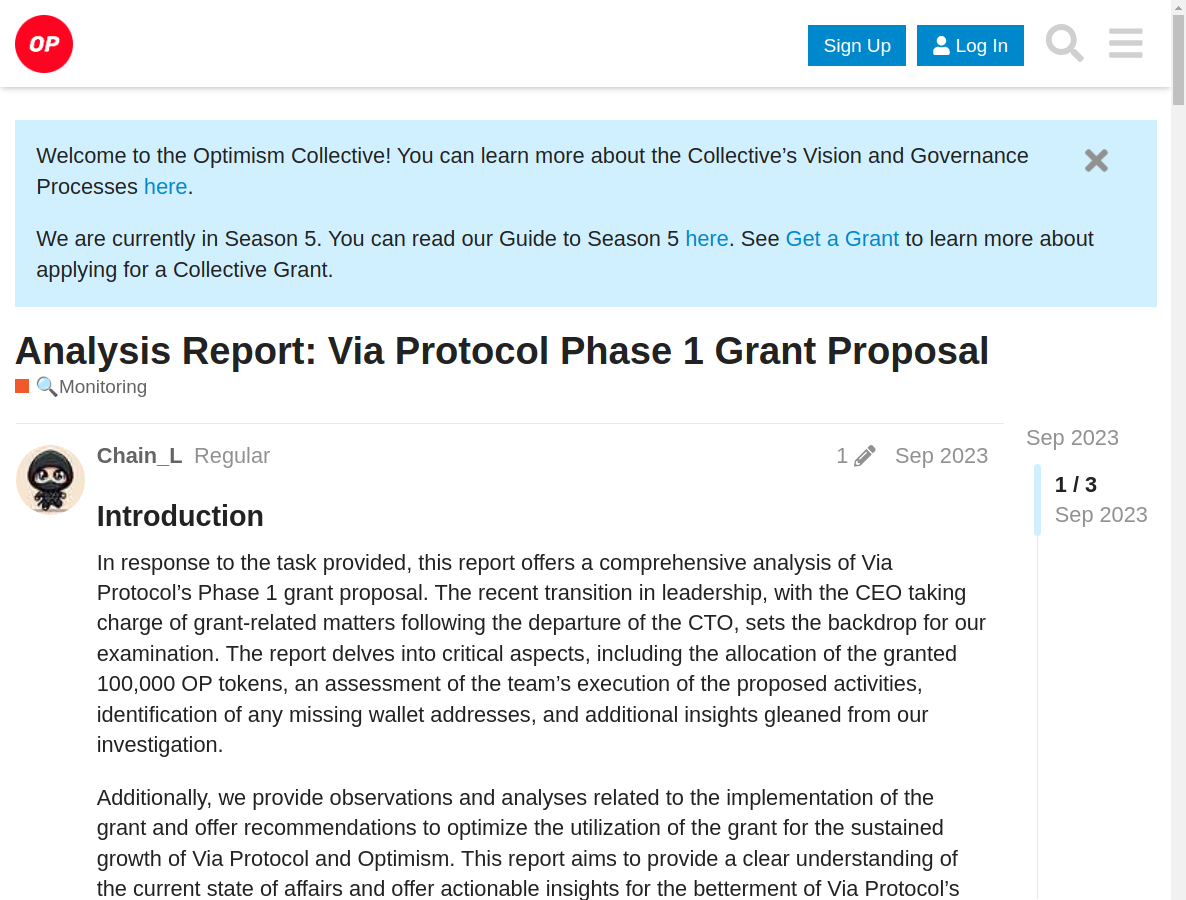 OP
Sign Up
Log In
Welcome to the Optimism Collective! You can learn more about the Collective’s Vision and Governance
Processes here.
We are currently in Season 5. You can read our Guide to Season 5 here. See Get a Grant to learn more about
applying for a Collective Grant.
Analysis Report: Via Protocol Phase 1 Grant Proposal
Monitoring
Chain_L Regular 1 Sep 2023
Introduction
In response to the task provided, this report offers a comprehensive analysis of Via
Protocol’s Phase 1 grant proposal. The recent transition in leadership, with the CEO taking
charge of grant-related matters following the departure of the CTO, sets the backdrop for our
examination. The report delves into critical aspects, including the allocation of the granted
100,000 OP tokens, an assessment of the team’s execution of the proposed activities,
identification of any missing wallet addresses, and additional insights gleaned from our
investigation.
Additionally, we provide observations and analyses related to the implementation of the
grant and offer recommendations to optimize the utilization of the grant for the sustained
growth of Via Protocol and Optimism. This report aims to provide a clear understanding of
the current state of affairs and offer actionable insights for the betterment of Via Protocol’s
Sep 2023
1 / 3
Sep 2023